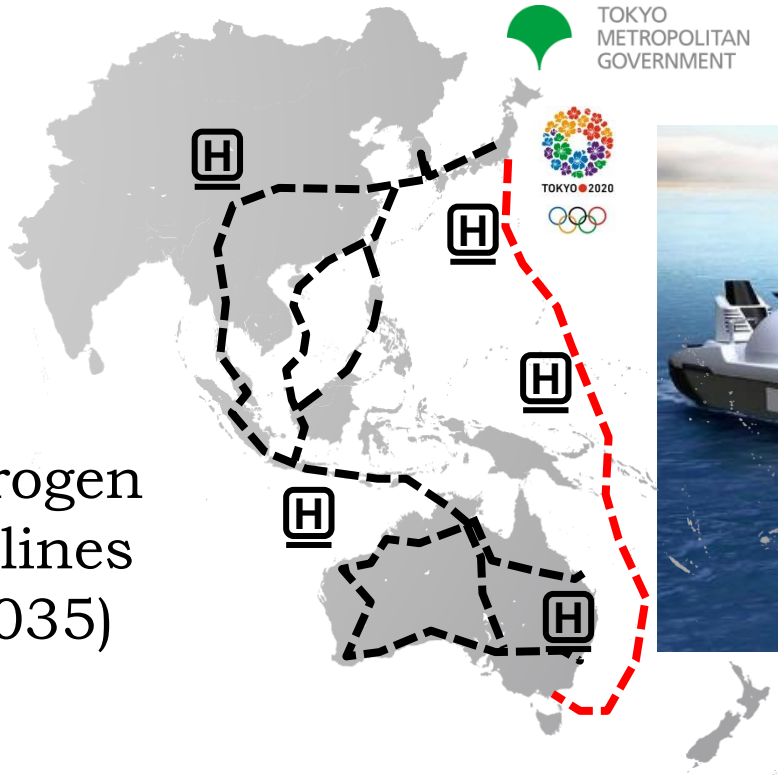 TOKYO
METROPOLITAN
GOVERNMENT
H
TOKYO 2020
H
H
rogen
lines
035)
H
H